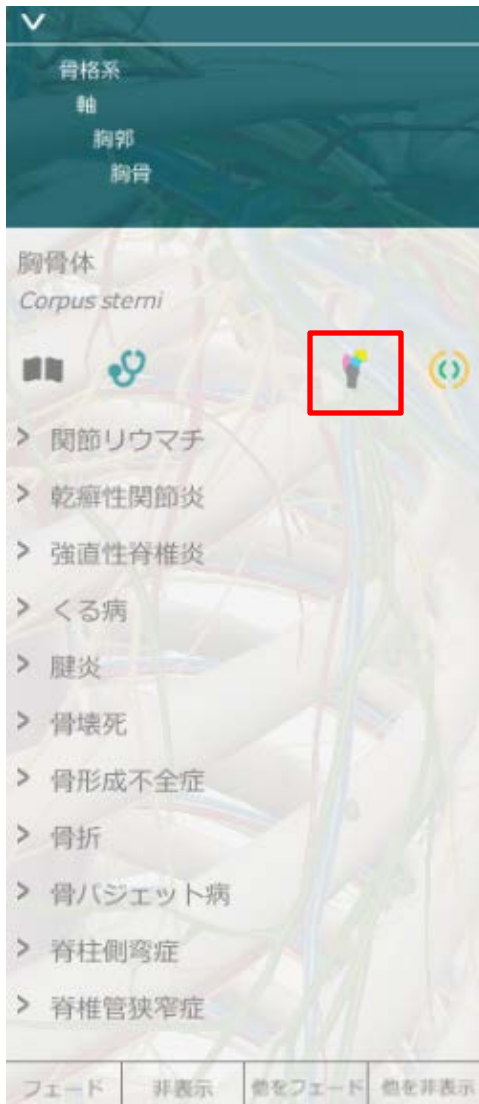 骨格系
軸
胸郭
胸骨
胸骨体
Corpus sterni
関節リウマチ
乾癬性関節炎
強直性脊椎炎
くる病
腱炎
骨壊死
骨形成不全症
骨折
骨パジェット病
脊柱側弯症
脊椎管狭窄症
フェード 非表示 他をフェード 他を非表示